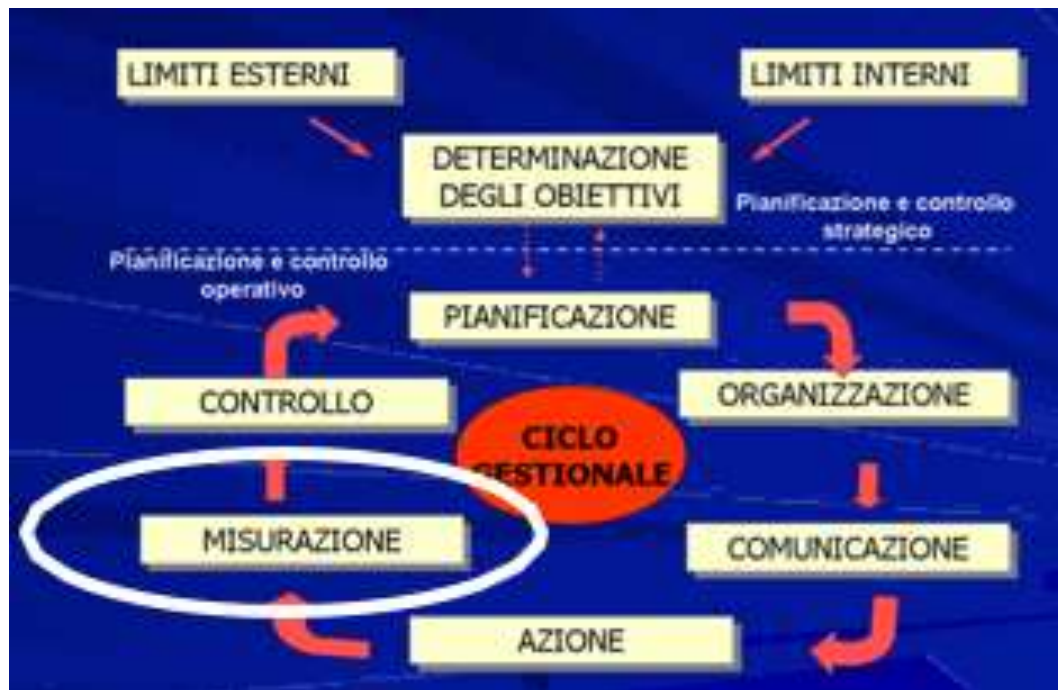 LIMITI ESTERNI
LIMITI INTERNI
DETERMINAZIONE
DEGLI OBIETTIVI
Pianificazione e controllo
strategico
Pianificazione e controllo
operativo
PIANIFICAZIONE
CONTROLLO
ORGANIZZAZIONE
CICLO
GESTIONALE
MISURAZIONE
COMUNICAZIONE
AZIONE